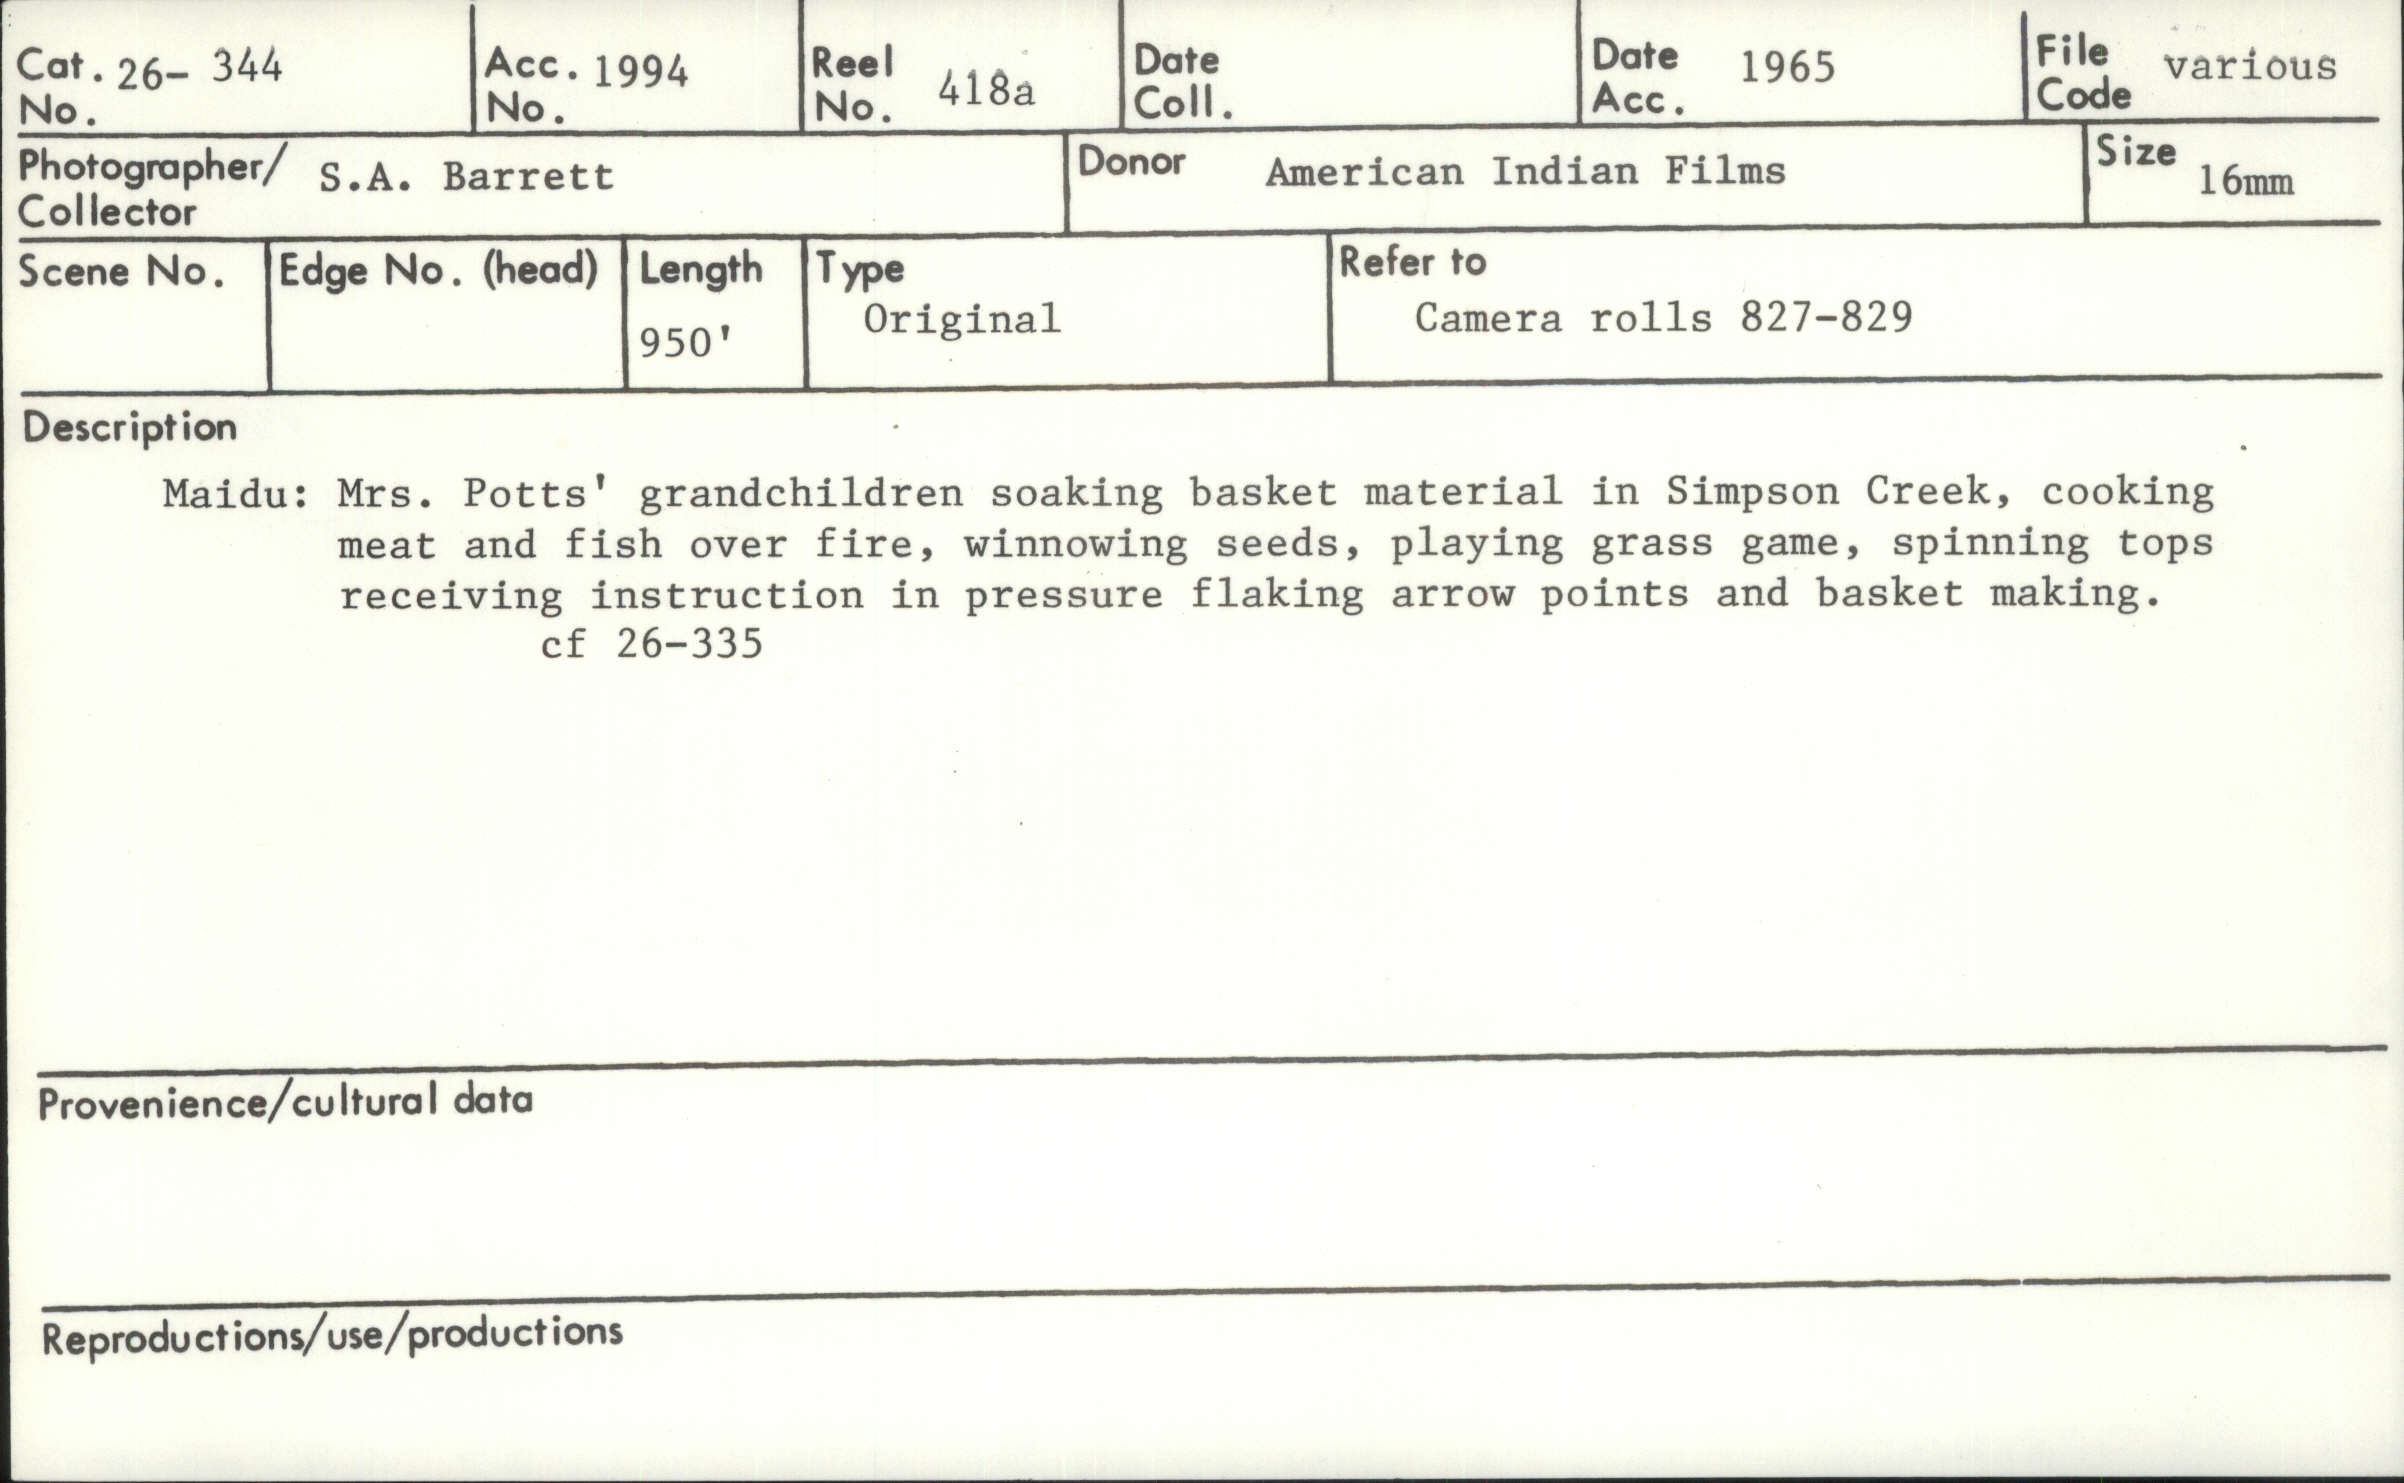 Cat. No. 26- 344 Acc. No. 1994 Reel No. 418a Date Coll. Date Acc. 1965 File Code various
Photographer/ Collector S.A. Barrett Donor American Indian Films Size 16mm
Scene No. Edge No. (head) Length 950' Type Original Refer to Camera rolls 827-829
Description
Maidu: Mrs. Potts' grandchildren soaking basket material in Simpson Creek, cooking
meat and fish over fire, winnowing seeds, playing grass game, spinning tops
receiving instruction in pressure flaking arrow points and basket making.
cf 26-335
Provenience/cultural data
Reproductions/use/productions